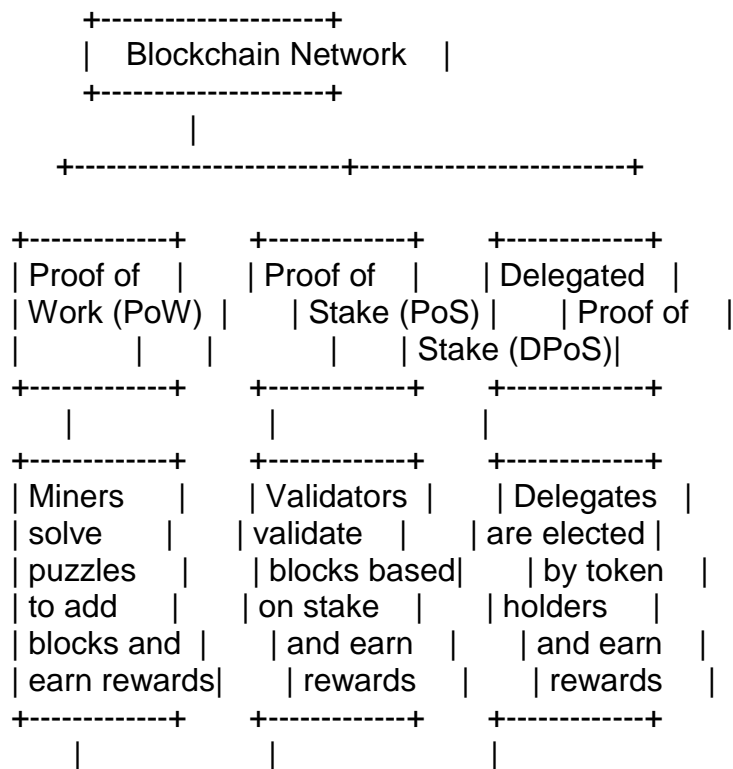 +---------------------+
| Blockchain Network |
+---------------------+
|
+------------------------+------------------------+
+-------------+ +-------------+ +-------------+
| Proof of | | Proof of | | Delegated |
| Work (PoW) | | Stake (PoS) | | Proof of |
| | | | | Stake (DPoS)|
+-------------+ +-------------+ +-------------+
| | |
+-------------+ +-------------+ +-------------+
| Miners | | Validators | | Delegates |
| solve | | validate | | are elected |
| puzzles | | blocks based| | by token |
| to add | | on stake | | holders |
| blocks and | | and earn | | and earn |
| earn rewards| | rewards | | rewards |
+-------------+ +-------------+ +-------------+
| | |